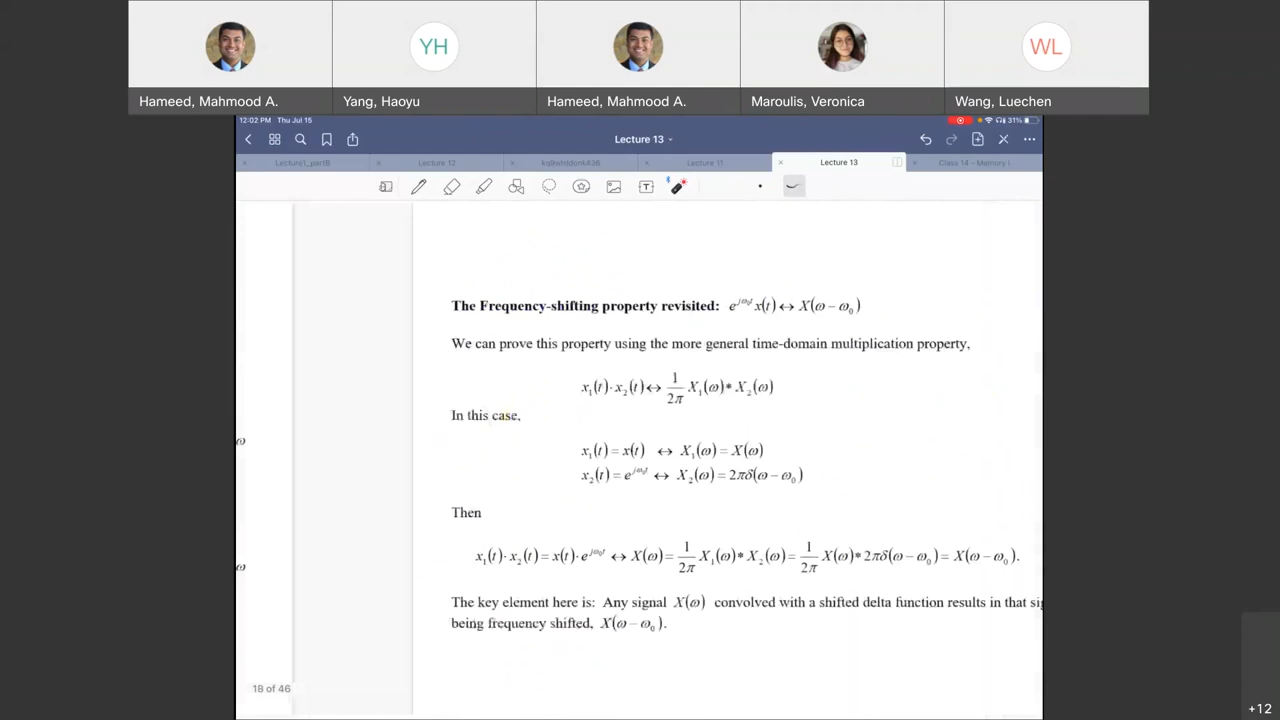 YH
WL
Hameed, Mahmood A.
Yang, Haoyu
Hameed, Mahmood A.
Maroulis, Veronica
Wang, Luechen
12:02 PM Thu Jul 15
31%
Lecture 13
Lecture1_partB
Lecture 12
Lecture 11
Lecture 13
Class 14 - Memory I
T
The Frequency-shifting property revisited: e^{jω₀t} x(t) ↔ X(ω − ω₀)
We can prove this property using the more general time-domain multiplication property,
x₁(t)· x₂(t) ↔ 1/2π X₁(ω)* X₂(ω)
In this case,
ω
x₁(t) = x(t) ↔ X₁(ω) = X(ω)
x₂(t) = e^{jω₀t} ↔ X₂(ω) = 2πδ(ω − ω₀)
Then
x₁(t)· x₂(t) = x(t)· e^{jω₀t} ↔ X(ω) = 1/2π X₁(ω)* X₂(ω) = 1/2π X(ω)* 2πδ(ω − ω₀) = X(ω − ω₀).
ω
The key element here is: Any signal X(ω) convolved with a shifted delta function results in that sig
being frequency shifted, X(ω − ω₀).
18 of 46
+12